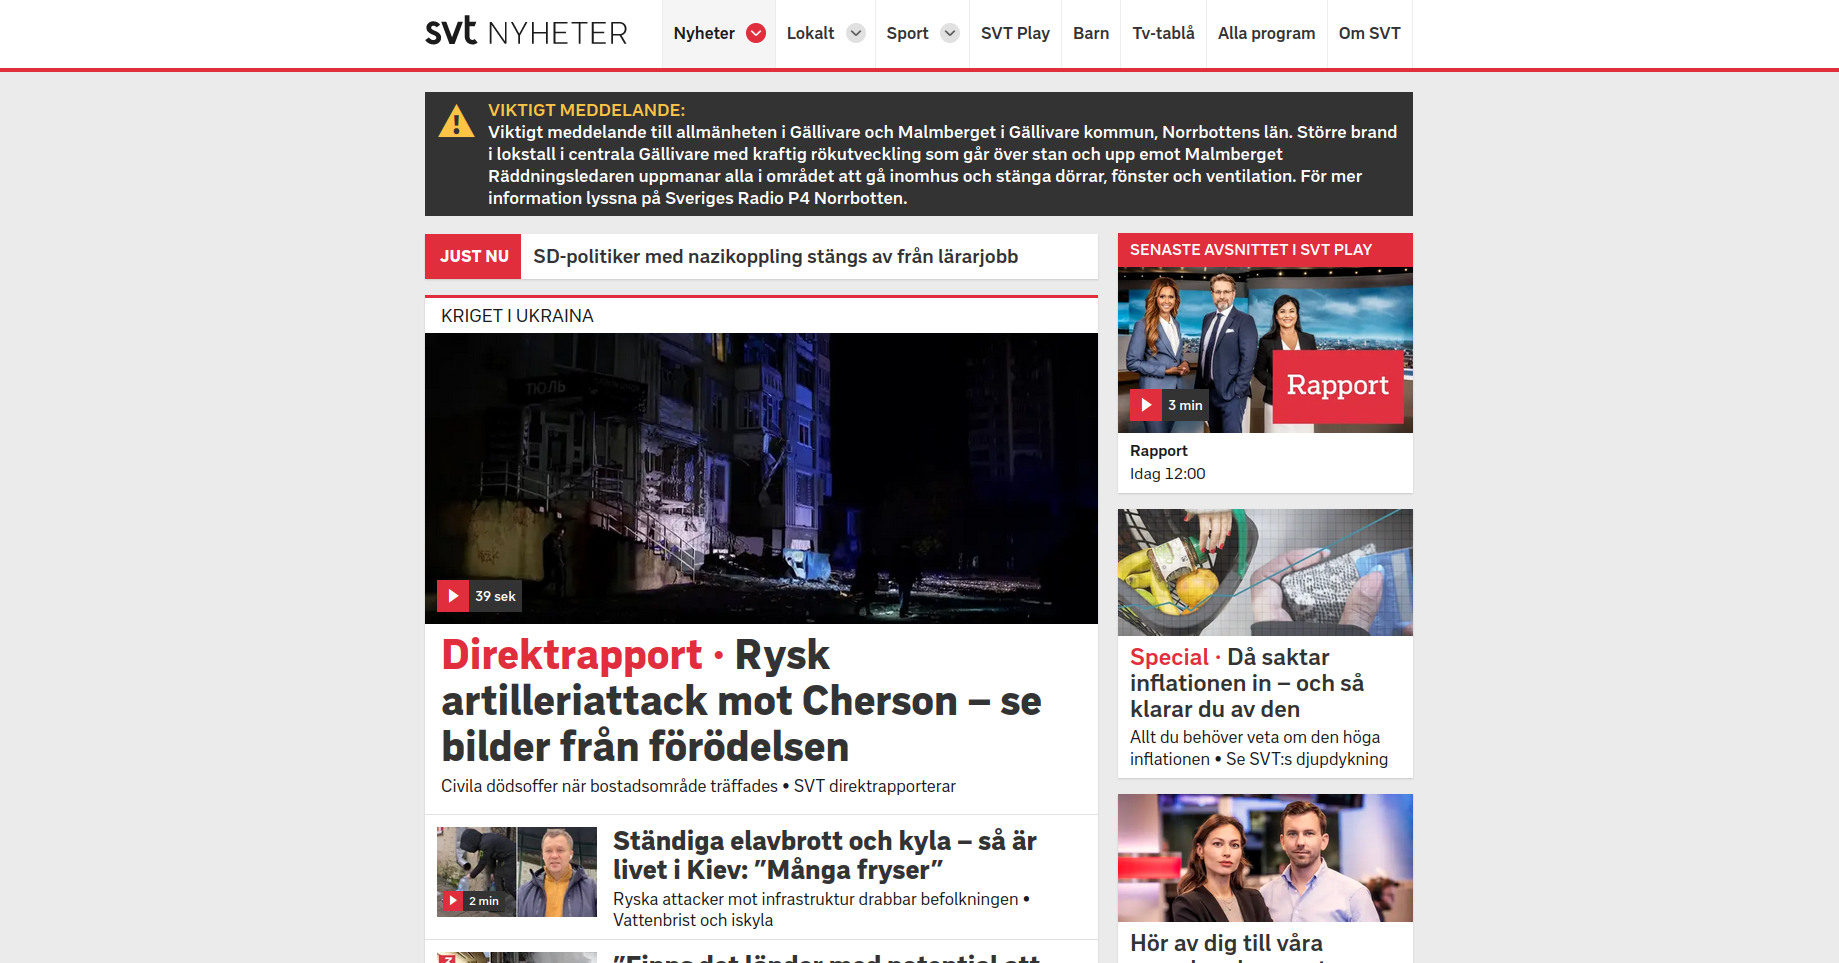 svt NYHETER
Nyheter
Lokalt
Sport
SVT Play
Barn
Tv-tablå
Alla program
Om SVT
VIKTIGT MEDDELANDE:
Viktigt meddelande till allmänheten i Gällivare och Malmberget i Gällivare kommun, Norrbottens län. Större brand
i lokstall i centrala Gällivare med kraftig rökutveckling som går över stan och upp emot Malmberget
Räddningsledaren uppmanar alla i området att gå inomhus och stänga dörrar, fönster och ventilation. För mer
information lyssna på Sveriges Radio P4 Norrbotten.
JUST NU
SD-politiker med nazikoppling stängs av från lärarjobb
KRIGET I UKRAINA
ТЮЛЬ
39 sek
Direktrapport • Rysk
artilleriattack mot Cherson – se
bilder från förödelsen
Civila dödsoffer när bostadsområde träffades • SVT direktrapporterar
2 min
Ständiga elavbrott och kyla – så är
livet i Kiev: ”Många fryser”
Ryska attacker mot infrastruktur drabbar befolkningen •
Vattenbrist och iskyla
”Finns det länder med potential att
SENASTE AVSNITTET I SVT PLAY
Rapport
3 min
Rapport
Idag 12:00
Special • Då saktar
inflationen in – och så
klarar du av den
Allt du behöver veta om den höga
inflationen • Se SVT:s djupdykning
Hör av dig till våra